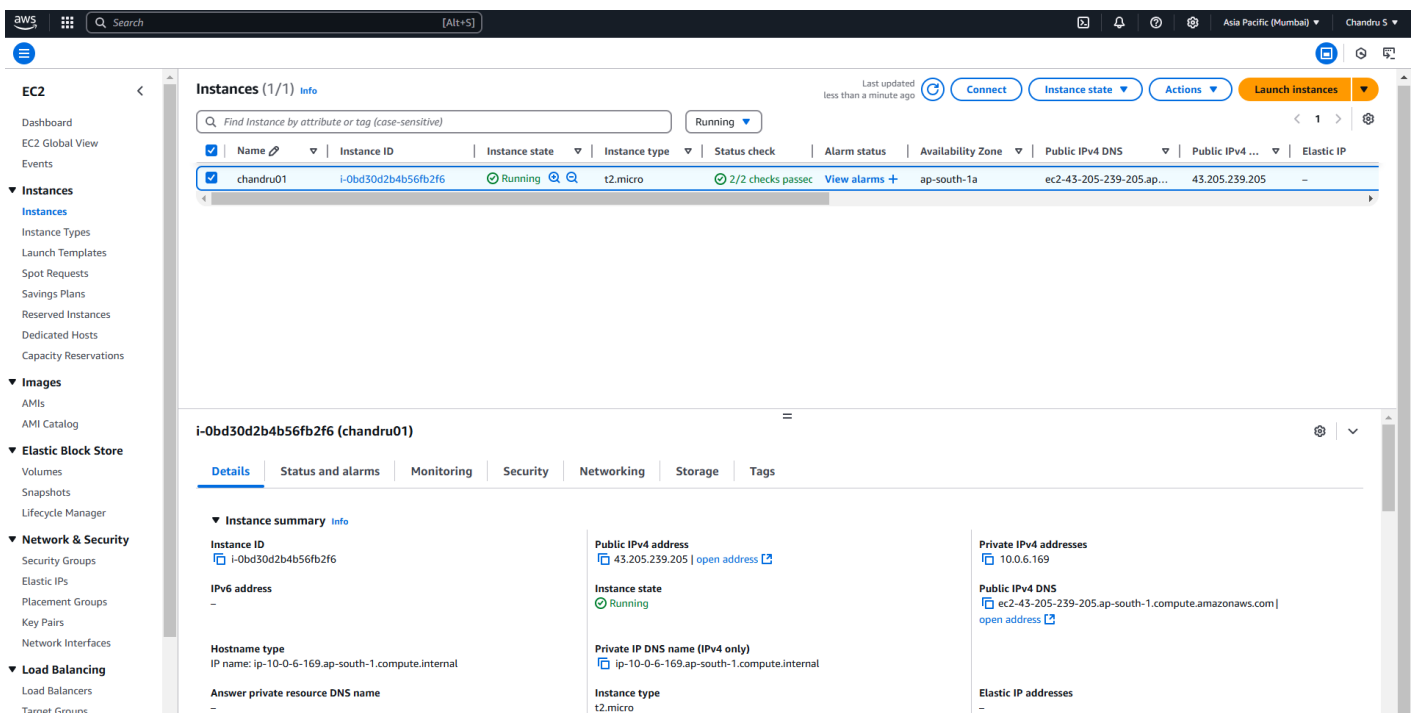 aws
Search
[Alt+S]
Asia Pacific (Mumbai)
Chandru S
EC2
Dashboard
EC2 Global View
Events
Instances
Instances
Instance Types
Launch Templates
Spot Requests
Savings Plans
Reserved Instances
Dedicated Hosts
Capacity Reservations
Images
AMIs
AMI Catalog
Elastic Block Store
Volumes
Snapshots
Lifecycle Manager
Network & Security
Security Groups
Elastic IPs
Placement Groups
Key Pairs
Network Interfaces
Load Balancing
Load Balancers
Target Groups
Instances (1/1) Info
Last updated
less than a minute ago
Connect
Instance state
Actions
Launch instances
Find Instance by attribute or tag (case-sensitive)
Running
1
Name
Instance ID
Instance state
Instance type
Status check
Alarm status
Availability Zone
Public IPv4 DNS
Public IPv4 ...
Elastic IP
chandru01
i-0bd30d2b4b56fb2f6
Running
t2.micro
2/2 checks passec
View alarms +
ap-south-1a
ec2-43-205-239-205.ap...
43.205.239.205
–
i-0bd30d2b4b56fb2f6 (chandru01)
Details
Status and alarms
Monitoring
Security
Networking
Storage
Tags
Instance summary Info
Instance ID
i-0bd30d2b4b56fb2f6
Public IPv4 address
43.205.239.205 | open address
Private IPv4 addresses
10.0.6.169
IPv6 address
–
Instance state
Running
Public IPv4 DNS
ec2-43-205-239-205.ap-south-1.compute.amazonaws.com |
open address
Hostname type
IP name: ip-10-0-6-169.ap-south-1.compute.internal
Private IP DNS name (IPv4 only)
ip-10-0-6-169.ap-south-1.compute.internal
Answer private resource DNS name
–
Instance type
t2.micro
Elastic IP addresses
–